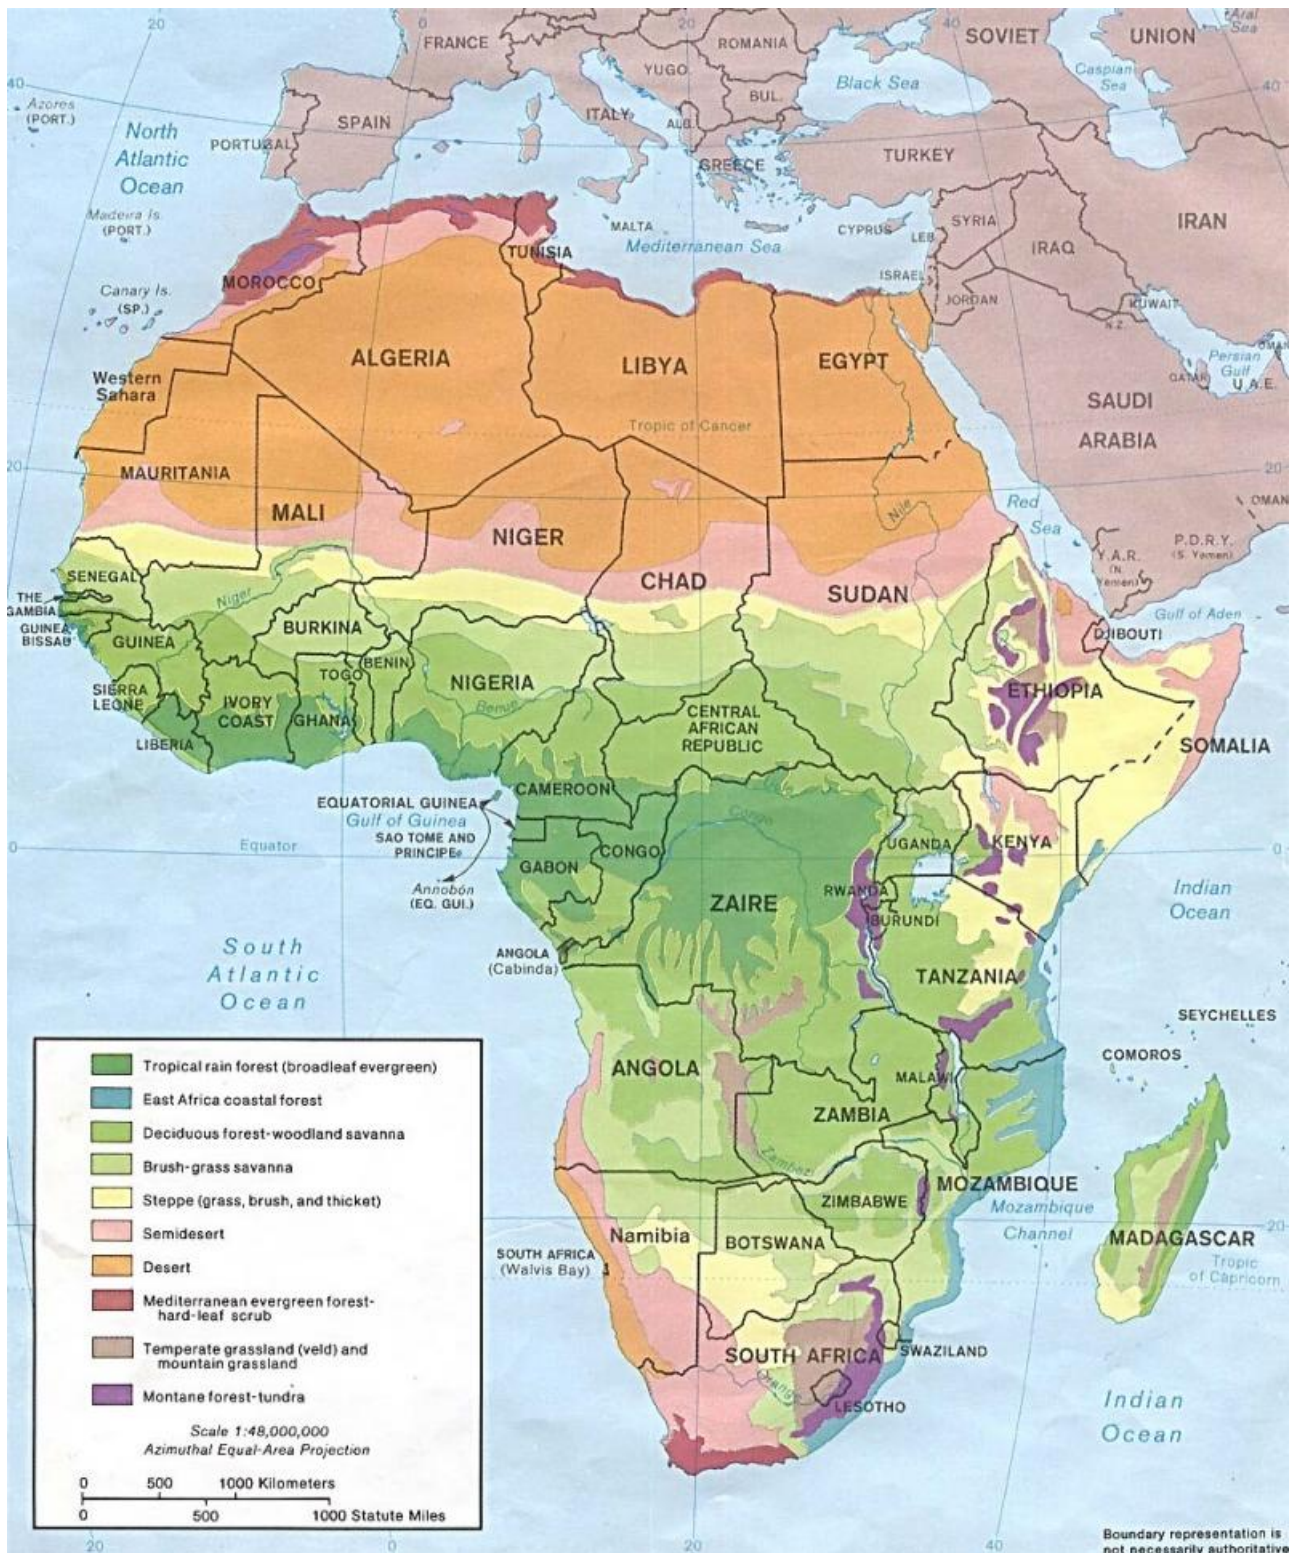 20
0
20
40
Aral
Sea
FRANCE
ROMANIA
SOVIET
UNION
YUGO.
Black Sea
Caspian
Sea
40
40
BUL.
Azores
(PORT.)
ITALY
ALB.
SPAIN
North
Atlantic
Ocean
PORTUGAL
GREECE
TURKEY
Madeira Is.
(PORT.)
MALTA
Mediterranean Sea
CYPRUS
LEB.
SYRIA
IRAQ
IRAN
TUNISIA
ISRAEL
JORDAN
KUWAIT
N.Z.
MOROCCO
Canary Is.
(SP.)
ALGERIA
LIBYA
EGYPT
Persian
Gulf
OMAN
QATAR
U.A.E.
Western
Sahara
SAUDI
ARABIA
Tropic of Cancer
20
MAURITANIA
20
MALI
NIGER
CHAD
SUDAN
Nile
Red
Sea
OMAN
Y.A.R.
(N.
Yemen)
P.D.R.Y.
(S. Yemen)
SENEGAL
THE
GAMBIA
GUINEA
BISSAU
Niger
BURKINA
Gulf of Aden
DJIBOUTI
GUINEA
BENIN
TOGO
NIGERIA
Benue
SIERRA
LEONE
IVORY
COAST
GHANA
LIBERIA
CENTRAL
AFRICAN
REPUBLIC
ETHIOPIA
SOMALIA
CAMEROON
EQUATORIAL GUINEA
Gulf of Guinea
SAO TOME AND
PRINCIPE
Congo
0
Equator
GABON
CONGO
UGANDA
KENYA
0
Annobón
(EQ. GUI.)
ZAIRE
RWANDA
BURUNDI
Indian
Ocean
South
Atlantic
Ocean
ANGOLA
(Cabinda)
TANZANIA
SEYCHELLES
COMOROS
ANGOLA
MALAWI
ZAMBIA
Zambezi
MOZAMBIQUE
Mozambique
Channel
ZIMBABWE
Namibia
BOTSWANA
MADAGASCAR
20
Tropic
of Capricorn
SOUTH AFRICA
(Walvis Bay)
SOUTH AFRICA
SWAZILAND
Orange
LESOTHO
Indian
Ocean
Tropical rain forest (broadleaf evergreen)
East Africa coastal forest
Deciduous forest-woodland savanna
Brush-grass savanna
Steppe (grass, brush, and thicket)
Semidesert
Desert
Mediterranean evergreen forest-
hard-leaf scrub
Temperate grassland (veld) and
mountain grassland
Montane forest-tundra
Scale 1:48,000,000
Azimuthal Equal-Area Projection
0 500 1000 Kilometers
0 500 1000 Statute Miles
20
0
20
40
Boundary representation is
not necessarily authoritative